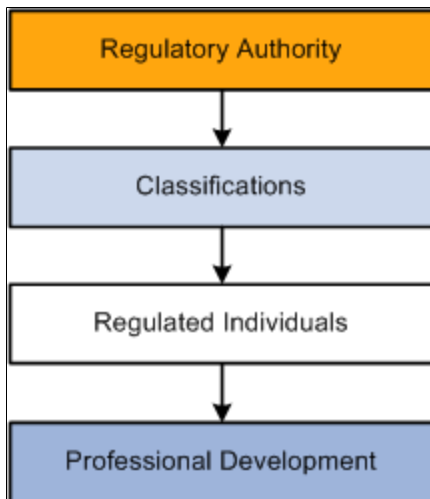 Regulatory Authority
Classifications
Regulated Individuals
Professional Development